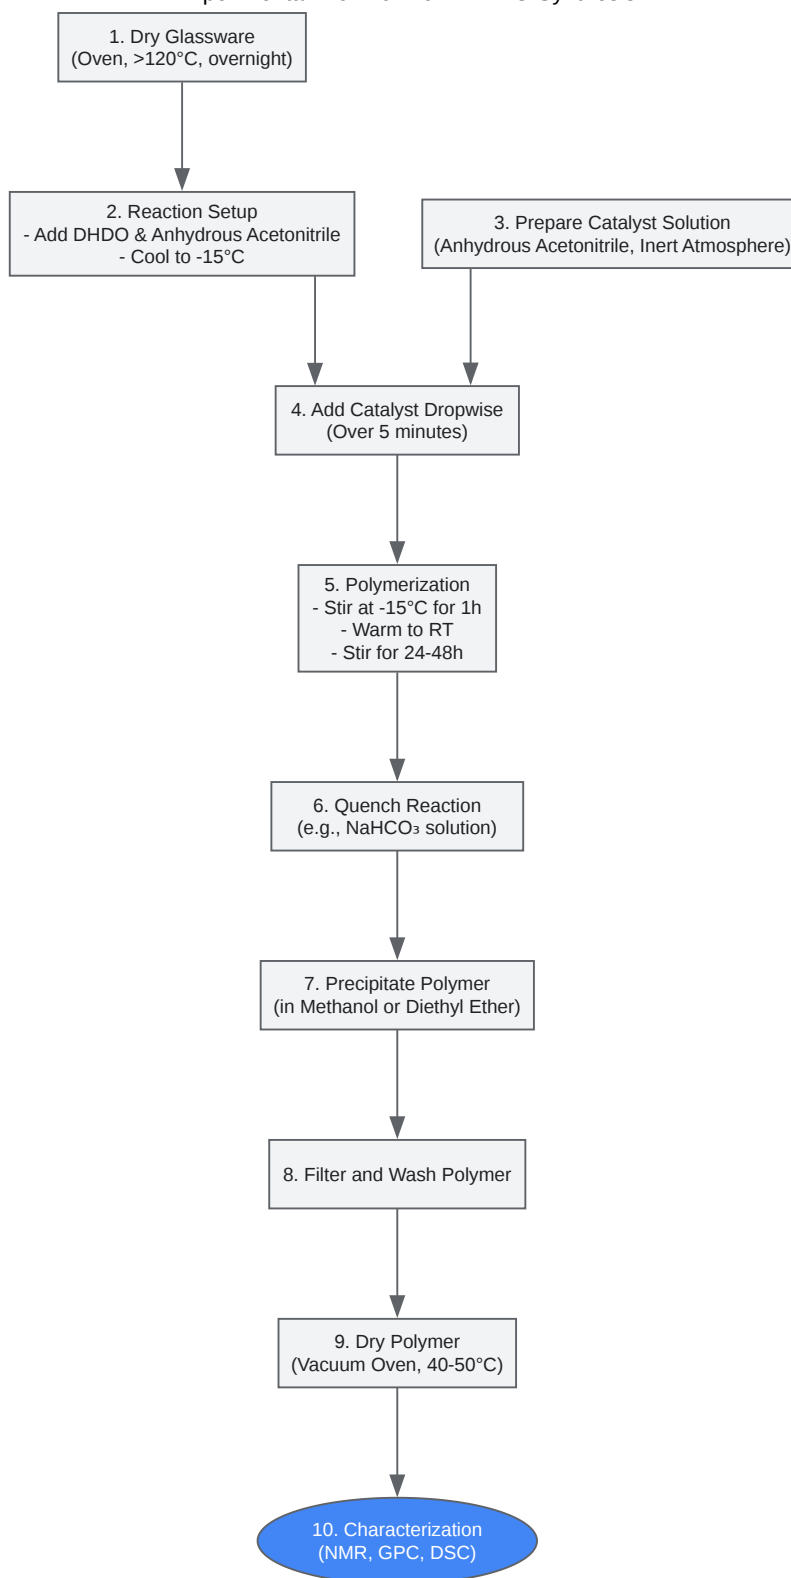 1. Dry Glassware
(Oven, >120°C, overnight)
2. Reaction Setup
- Add DHDO & Anhydrous Acetonitrile
- Cool to -15°C
3. Prepare Catalyst Solution
(Anhydrous Acetonitrile, Inert Atmosphere)
4. Add Catalyst Dropwise
(Over 5 minutes)
5. Polymerization
- Stir at -15°C for 1h
- Warm to RT
- Stir for 24-48h
6. Quench Reaction
(e.g., NaHCO₃ solution)
7. Precipitate Polymer
(in Methanol or Diethyl Ether)
8. Filter and Wash Polymer
9. Dry Polymer
(Vacuum Oven, 40-50°C)
10. Characterization
(NMR, GPC, DSC)